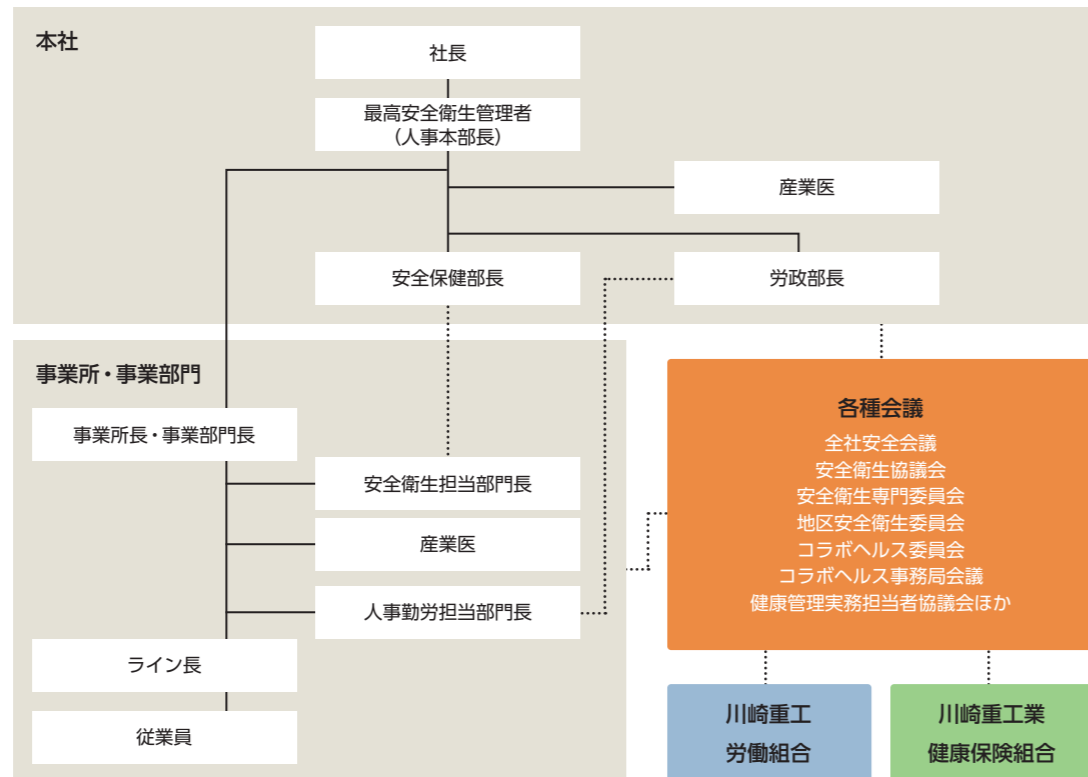 本社
社長
最高安全衛生管理者
（人事本部長）
産業医
安全保健部長
労政部長
事業所・事業部門
事業所長・事業部門長
安全衛生担当部門長
産業医
人事勤労担当部門長
ライン長
従業員
各種会議
全社安全会議
安全衛生協議会
安全衛生専門委員会
地区安全衛生委員会
コラボヘルス委員会
コラボヘルス事務局会議
健康管理実務担当者協議会ほか
川崎重工
労働組合
川崎重工業
健康保険組合